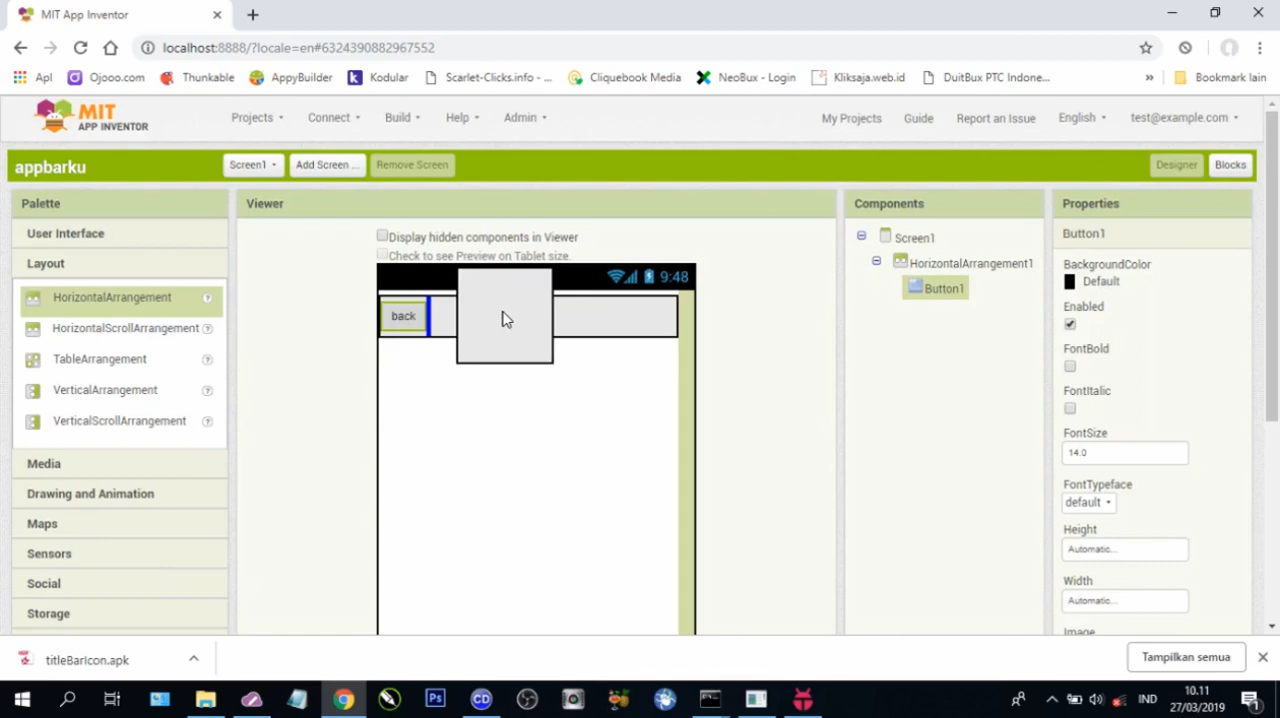 MIT App Inventor
localhost:8888/?locale=en#6324390882967552
Apl Ojooo.com Thunkable AppyBuilder Kodular Scarlet-Clicks.info - ... Cliquebook Media NeoBux - Login Kliksaja.web.id DuitBux PTC Indone... » Bookmark lain
MIT
APP INVENTOR
Projects Connect Build Help Admin My Projects Guide Report an Issue English test@example.com
appbarku Screen1 Add Screen ... Remove Screen Designer Blocks
Palette Viewer Components Properties
User Interface
Layout
HorizontalArrangement ?
HorizontalScrollArrangement ?
TableArrangement ?
VerticalArrangement ?
VerticalScrollArrangement ?
Media
Drawing and Animation
Maps
Sensors
Social
Storage
Display hidden components in Viewer
Check to see Preview on Tablet size.
9:48
back
Screen1
HorizontalArrangement1
Button1
Button1
BackgroundColor
Default
Enabled
FontBold
FontItalic
FontSize
14.0
FontTypeface
default
Height
Automatic...
Width
Automatic...
Image
titleBarIcon.apk Tampilkan semua
Ps CD IND
10.11
27/03/2019
1